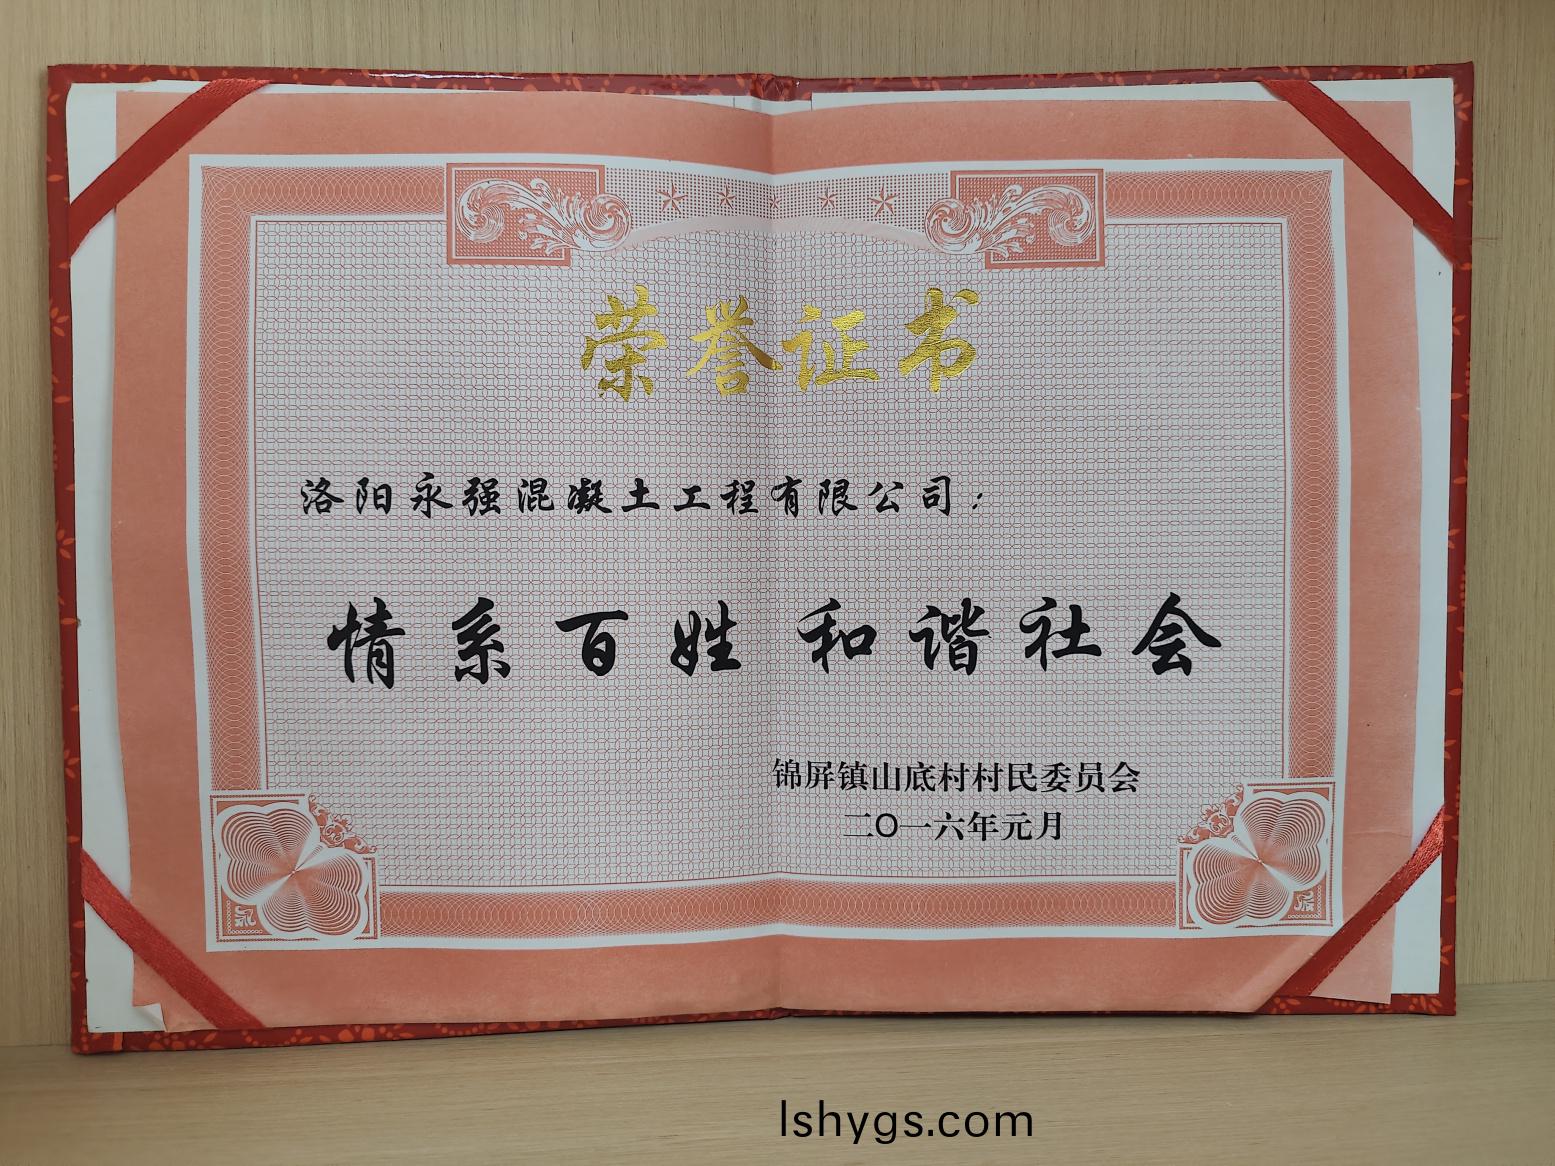 荣誉证书
洛阳永强混凝土工程有限公司：
情系百姓 和谐社会
锦屏镇山底村村民委员会
二〇一六年元月
lshygs.com